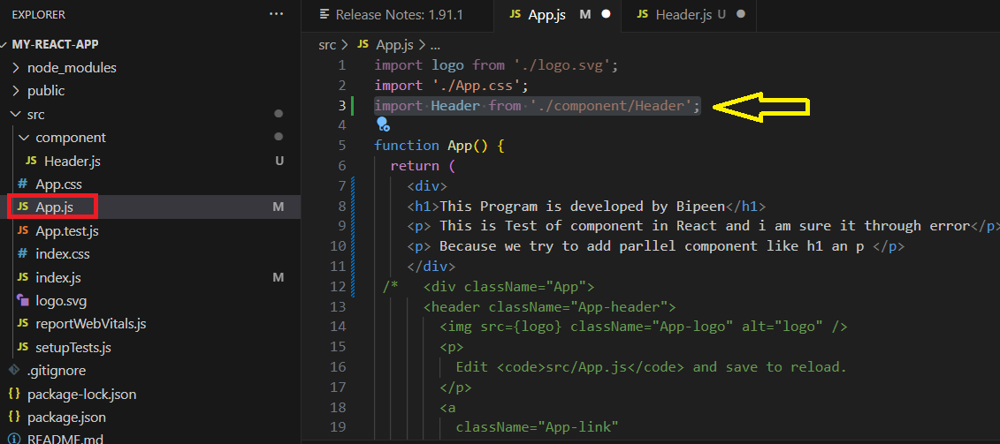 EXPLORER ···
MY-REACT-APP
node_modules
public
src
component
JS Header.js U
# App.css
JS App.js M
JS App.test.js
# index.css
JS index.js M
logo.svg
JS reportWebVitals.js
JS setupTests.js
.gitignore
{} package-lock.json
{} package.json
README.md
Release Notes: 1.91.1
JS App.js M
JS Header.js U
src > JS App.js > ...
1 import logo from './logo.svg';
2 import './App.css';
3 import Header from './component/Header';
4
5 function App() {
6 return (
7 <div>
8 <h1>This Program is developed by Bipeen</h1>
9 <p> This is Test of component in React and i am sure it through error</p>
10 <p> Because we try to add parllel component like h1 an p </p>
11 </div>
12 /* <div className="App">
13 <header className="App-header">
14 <img src={logo} className="App-logo" alt="logo" />
15 <p>
16 Edit <code>src/App.js</code> and save to reload.
17 </p>
18 <a
19 className="App-link"